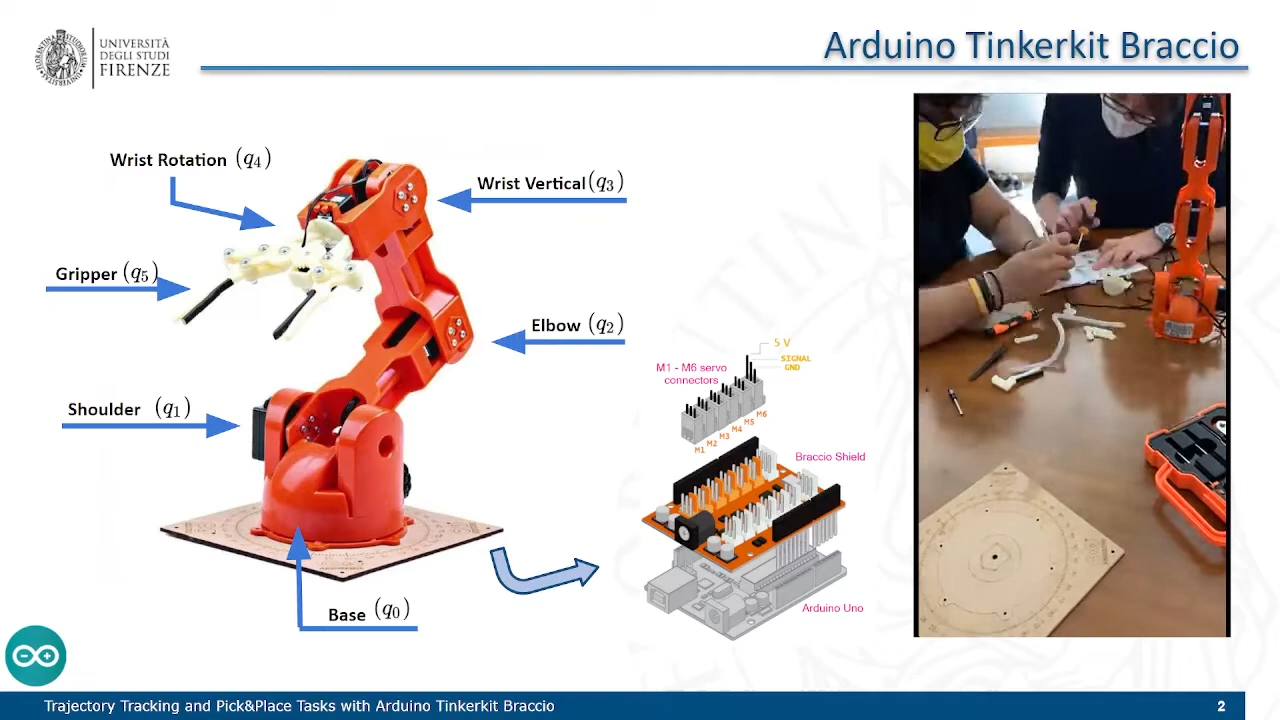 UNIVERSITÀ
DEGLI STUDI
FIRENZE
Arduino Tinkerkit Braccio
Wrist Rotation (q4)
Wrist Vertical (q3)
Gripper (q5)
Elbow (q2)
Shoulder (q1)
Base (q0)
5 V
SIGNAL
GND
M1 - M6 servo
connectors
M6
M5
M4
M3
M2
M1
Braccio Shield
Arduino Uno
Trajectory Tracking and Pick&Place Tasks with Arduino Tinkerkit Braccio
2